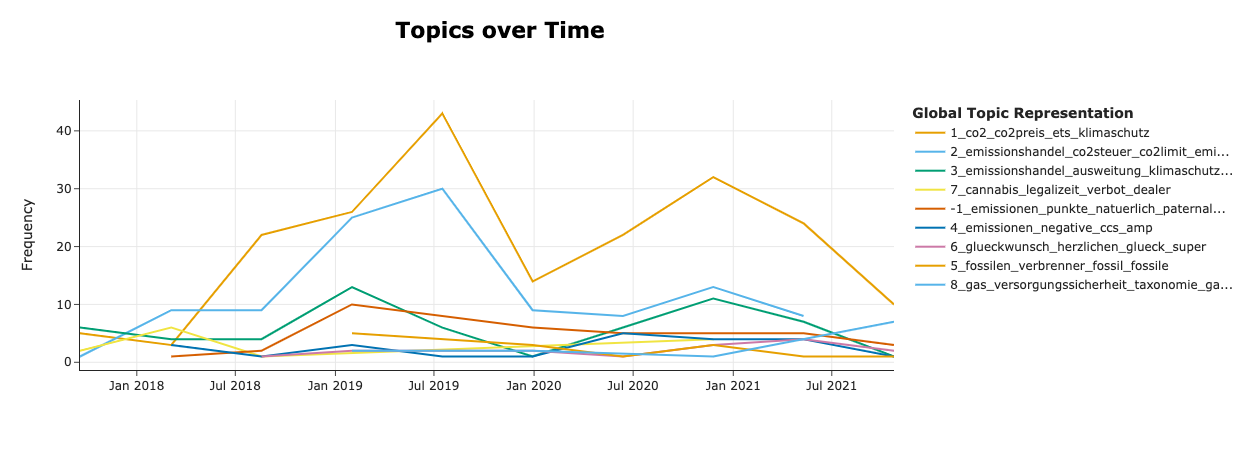 Topics over Time
Global Topic Representation
1_co2_co2preis_ets_klimaschutz
2_emissionshandel_co2steuer_co2limit_emi...
3_emissionshandel_ausweitung_klimaschutz...
7_cannabis_legalizeit_verbot_dealer
-1_emissionen_punkte_natuerlich_paternal...
4_emissionen_negative_ccs_amp
6_glueckwunsch_herzlichen_glueck_super
5_fossilen_verbrenner_fossil_fossile
8_gas_versorgungssicherheit_taxonomie_ga...
Frequency
40
30
20
10
0
Jan 2018 Jul 2018 Jan 2019 Jul 2019 Jan 2020 Jul 2020 Jan 2021 Jul 2021